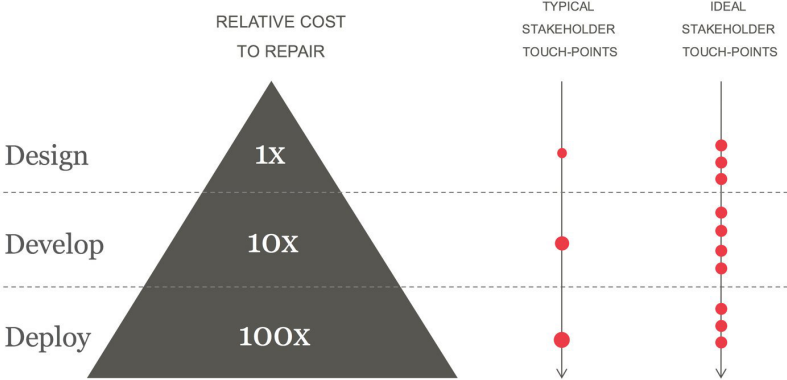 RELATIVE COST
TO REPAIR
TYPICAL
STAKEHOLDER
TOUCH-POINTS
IDEAL
STAKEHOLDER
TOUCH-POINTS
Design
1x
Develop
10x
Deploy
100x